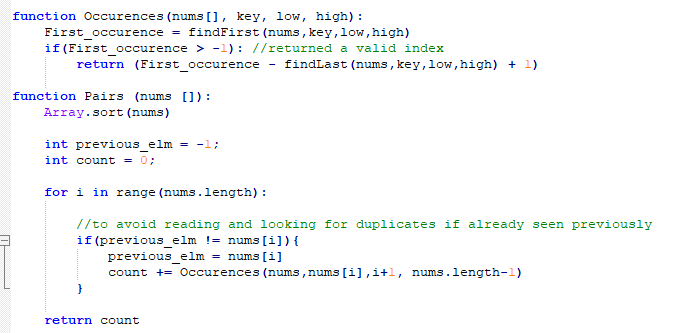 function Occurences(nums[], key, low, high):
    First_occurence = findFirst(nums,key,low,high)
    if(First_occurence > -1): //returned a valid index
        return (First_occurence - findLast(nums,key,low,high) + 1)

function Pairs (nums []):
    Array.sort(nums)

    int previous_elm = -1;
    int count = 0;

    for i in range(nums.length):

        //to avoid reading and looking for duplicates if already seen previously
        if(previous_elm != nums[i]){
            previous_elm = nums[i]
            count += Occurences(nums,nums[i],i+1, nums.length-1)
        }

    return count